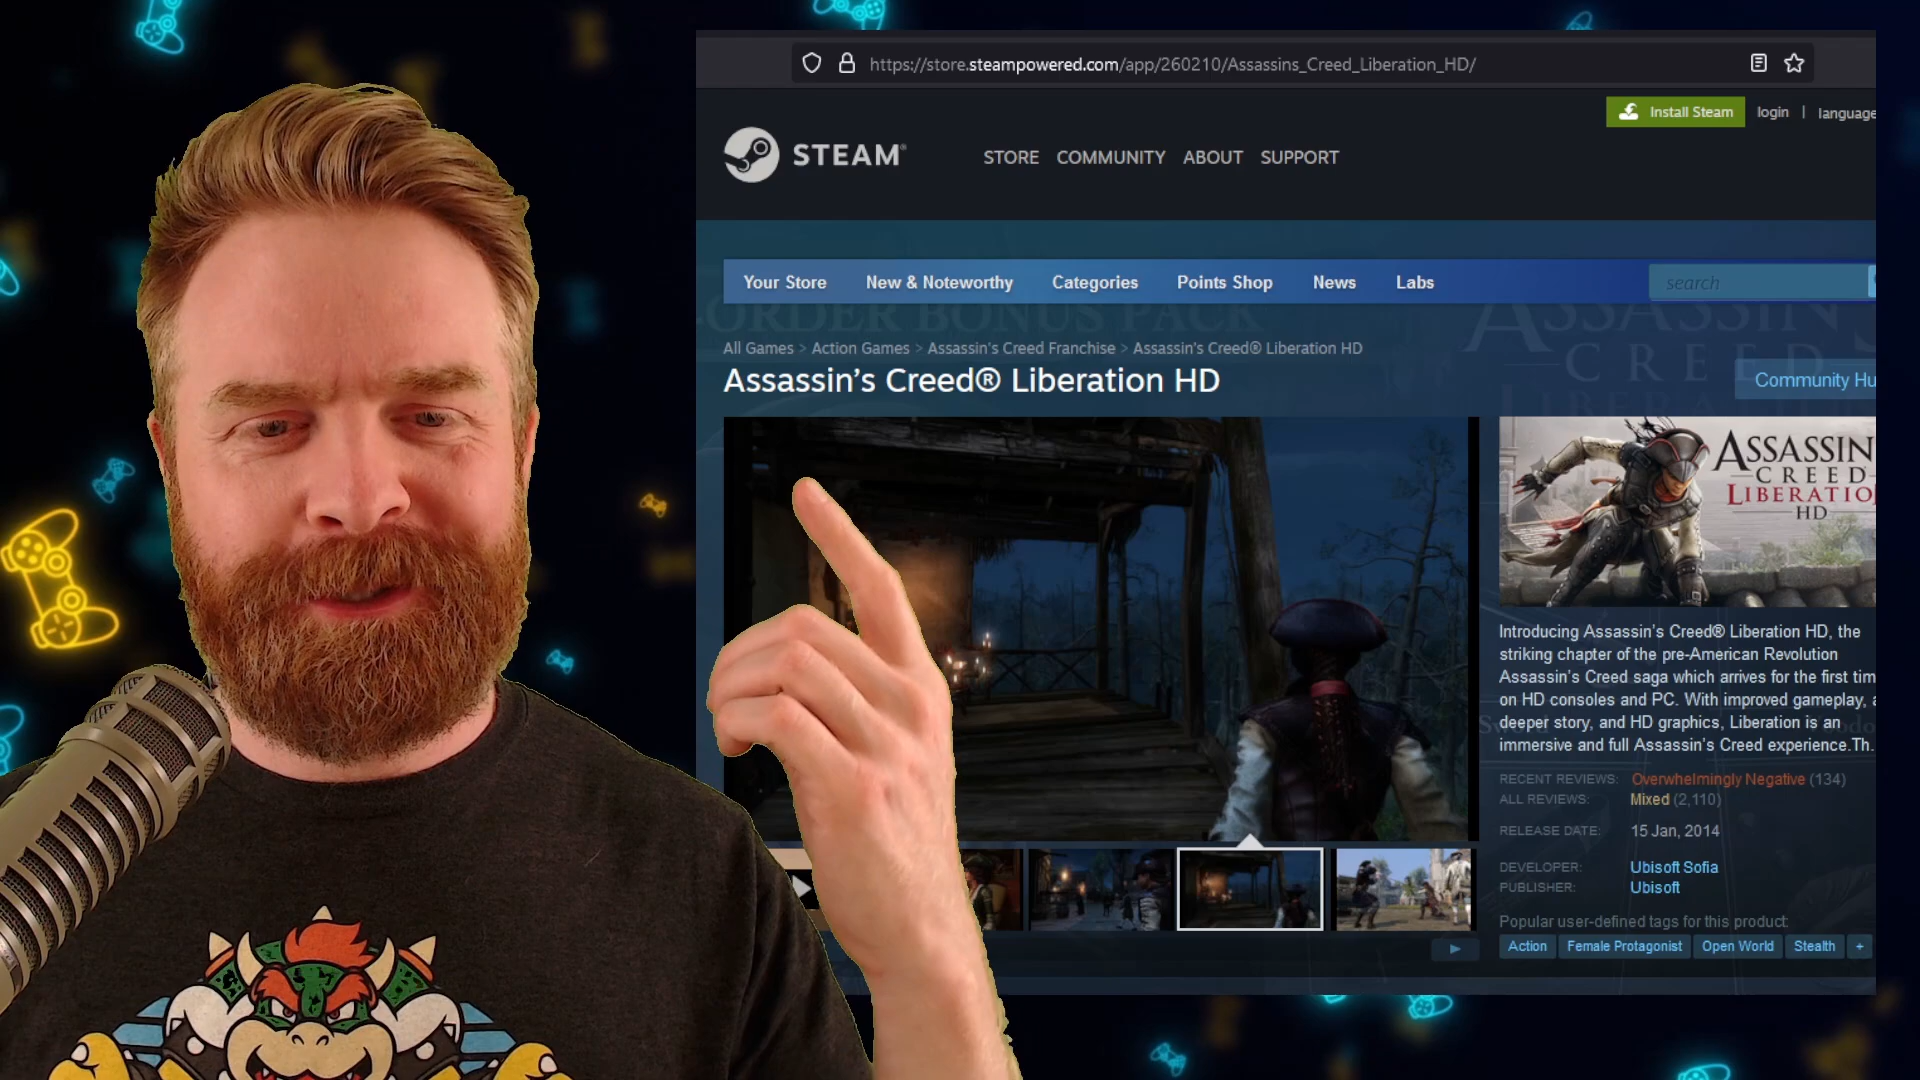 https://store.steampowered.com/app/260210/Assassins_Creed_Liberation_HD/
Install Steam login | language
STEAM® STORE COMMUNITY ABOUT SUPPORT
Your Store New & Noteworthy Categories Points Shop News Labs search
-ORDER BONUS PACK
ASSASSIN'S
CREED
LIBERATION
All Games > Action Games > Assassin's Creed Franchise > Assassin's Creed® Liberation HD
Assassin's Creed® Liberation HD
Community Hu
ASSASSIN
CREED
LIBERATIO
HD
Introducing Assassin's Creed® Liberation HD, the
striking chapter of the pre-American Revolution
Assassin's Creed saga which arrives for the first tim
on HD consoles and PC. With improved gameplay, a
deeper story, and HD graphics, Liberation is an
immersive and full Assassin's Creed experience.Th.
RECENT REVIEWS: Overwhelmingly Negative (134)
ALL REVIEWS: Mixed (2,110)
RELEASE DATE: 15 Jan, 2014
DEVELOPER: Ubisoft Sofia
PUBLISHER: Ubisoft
Popular user-defined tags for this product:
Action Female Protagonist Open World Stealth +